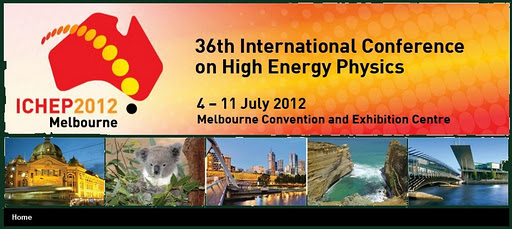 36th International Conference
on High Energy Physics
ICHEP2012
Melbourne
4 – 11 July 2012
Melbourne Convention and Exhibition Centre
Home